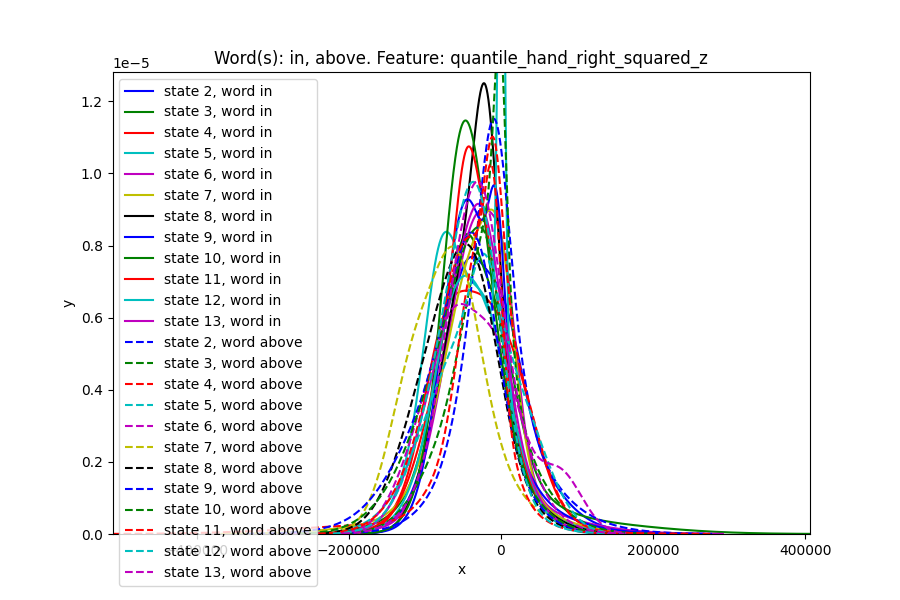 Word(s): in, above. Feature: quantile_hand_right_squared_z
1e−5
1.2
1.0
0.8
0.6
0.4
0.2
0.0
y
state 2, word in
state 3, word in
state 4, word in
state 5, word in
state 6, word in
state 7, word in
state 8, word in
state 9, word in
state 10, word in
state 11, word in
state 12, word in
state 13, word in
state 2, word above
state 3, word above
state 4, word above
state 5, word above
state 6, word above
state 7, word above
state 8, word above
state 9, word above
state 10, word above
state 11, word above
state 12, word above
state 13, word above
−200000 0 200000 400000
x